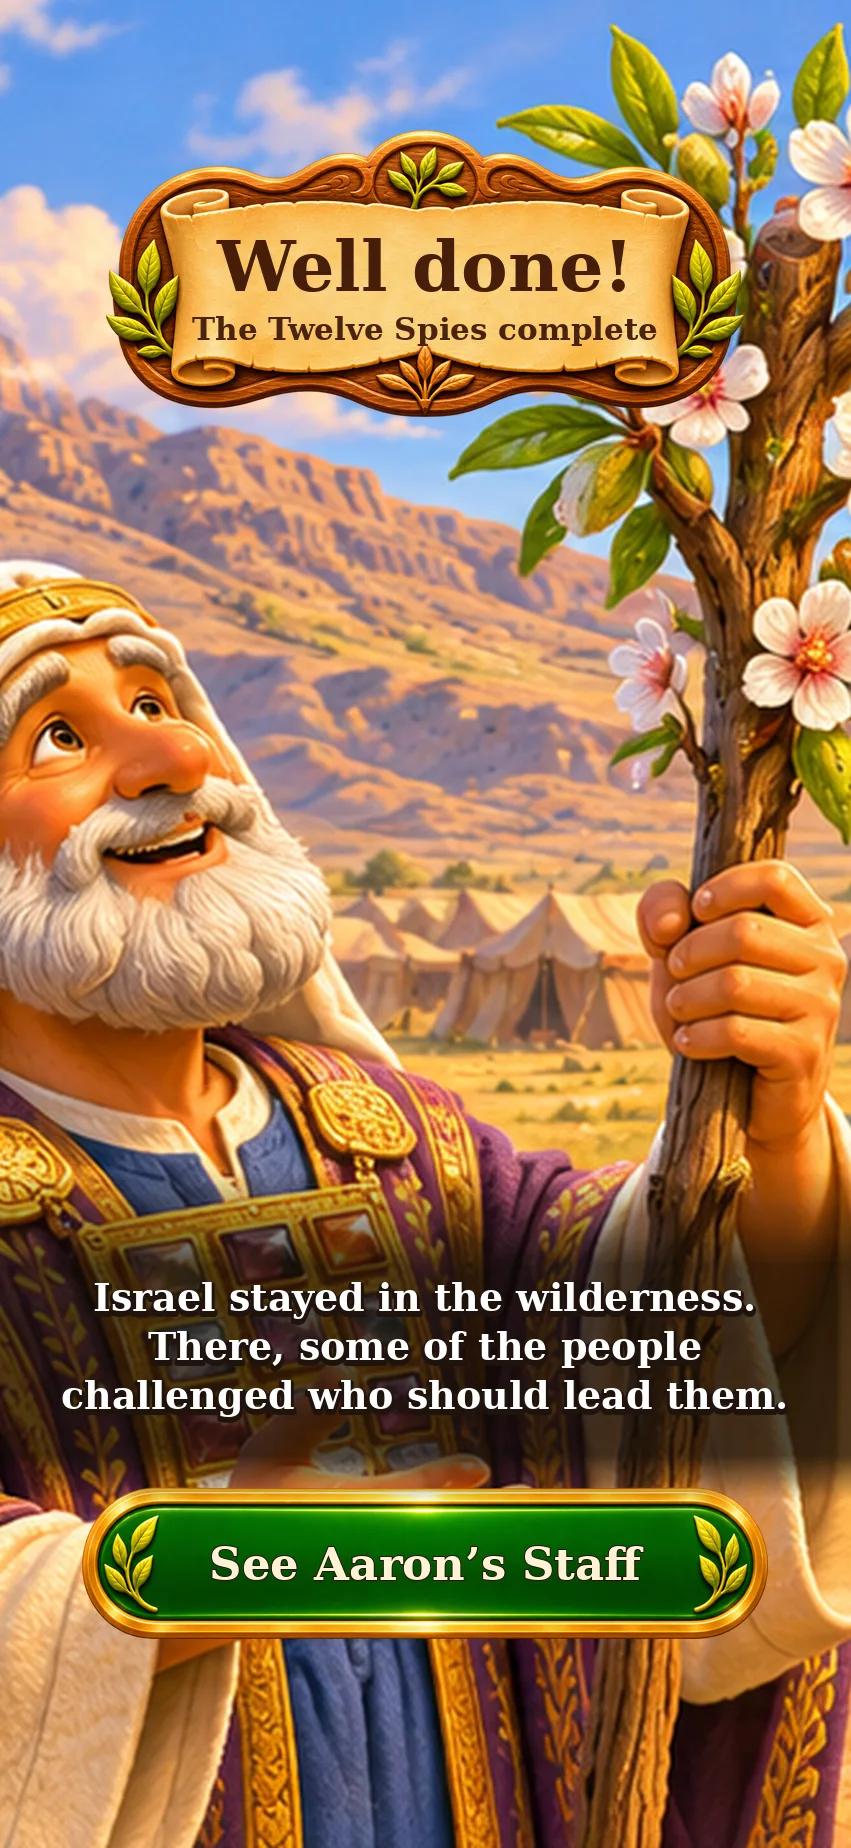 Well done!
The Twelve Spies complete
Israel stayed in the wilderness.
There, some of the people
challenged who should lead them.
See Aaron’s Staff